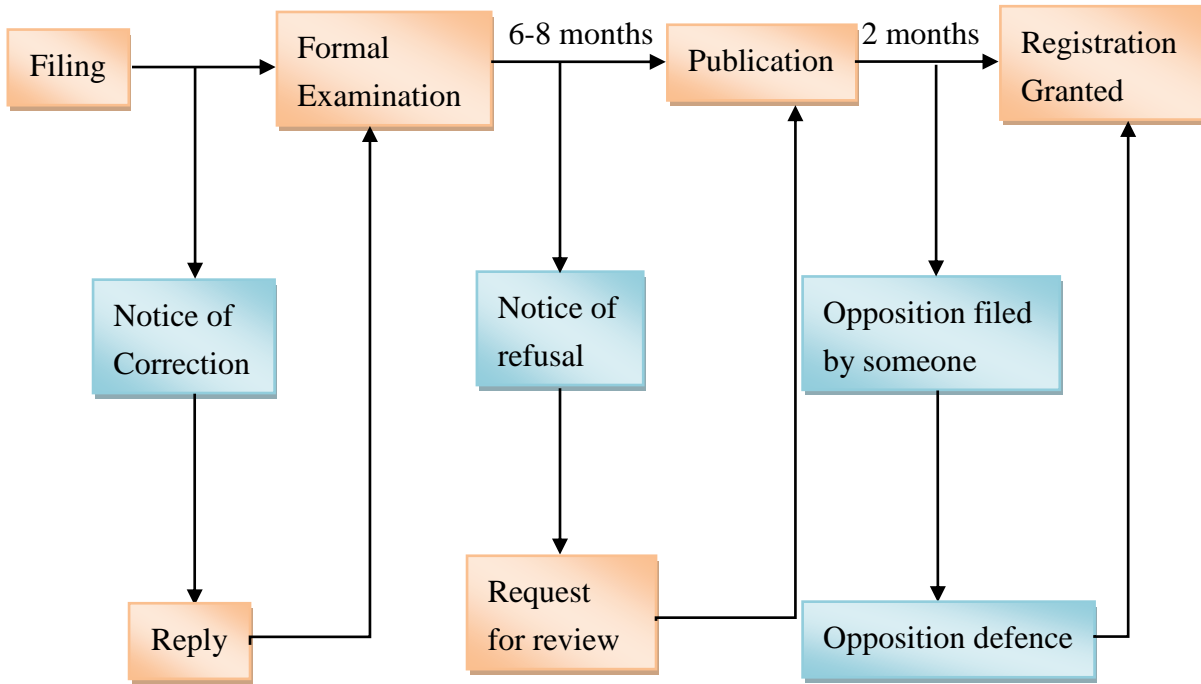 Filing
Formal
Examination
6-8 months
Publication
2 months
Registration
Granted
Notice of
Correction
Notice of
refusal
Opposition filed
by someone
Reply
Request
for review
Opposition defence